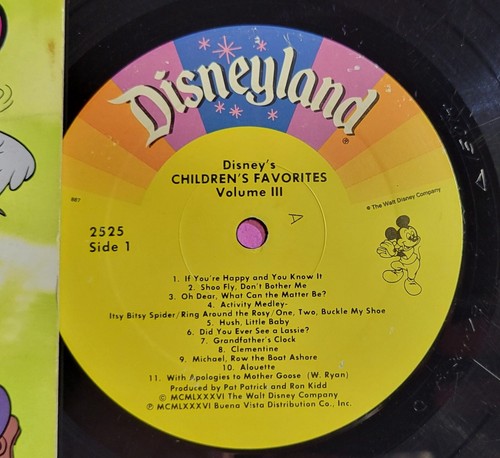 Disneyland
®
Disney's
CHILDREN'S FAVORITES
Volume III
© The Walt Disney Company
A
2525
Side 1
1. If You're Happy and You Know It
2. Shoo Fly, Don't Bother Me
3. Oh Dear, What Can the Matter Be?
4. Activity Medley-
Itsy Bitsy Spider/Ring Around the Rosy/One, Two, Buckle My Shoe
5. Hush, Little Baby
6. Did You Ever See a Lassie?
7. Grandfather's Clock
8. Clementine
9. Michael, Row the Boat Ashore
10. Alouette
11. With Apologies to Mother Goose (W. Ryan)
Produced by Pat Patrick and Ron Kidd
© MCMLXXXVI The Walt Disney Company
℗ MCMLXXXVI Buena Vista Distribution Co., Inc.